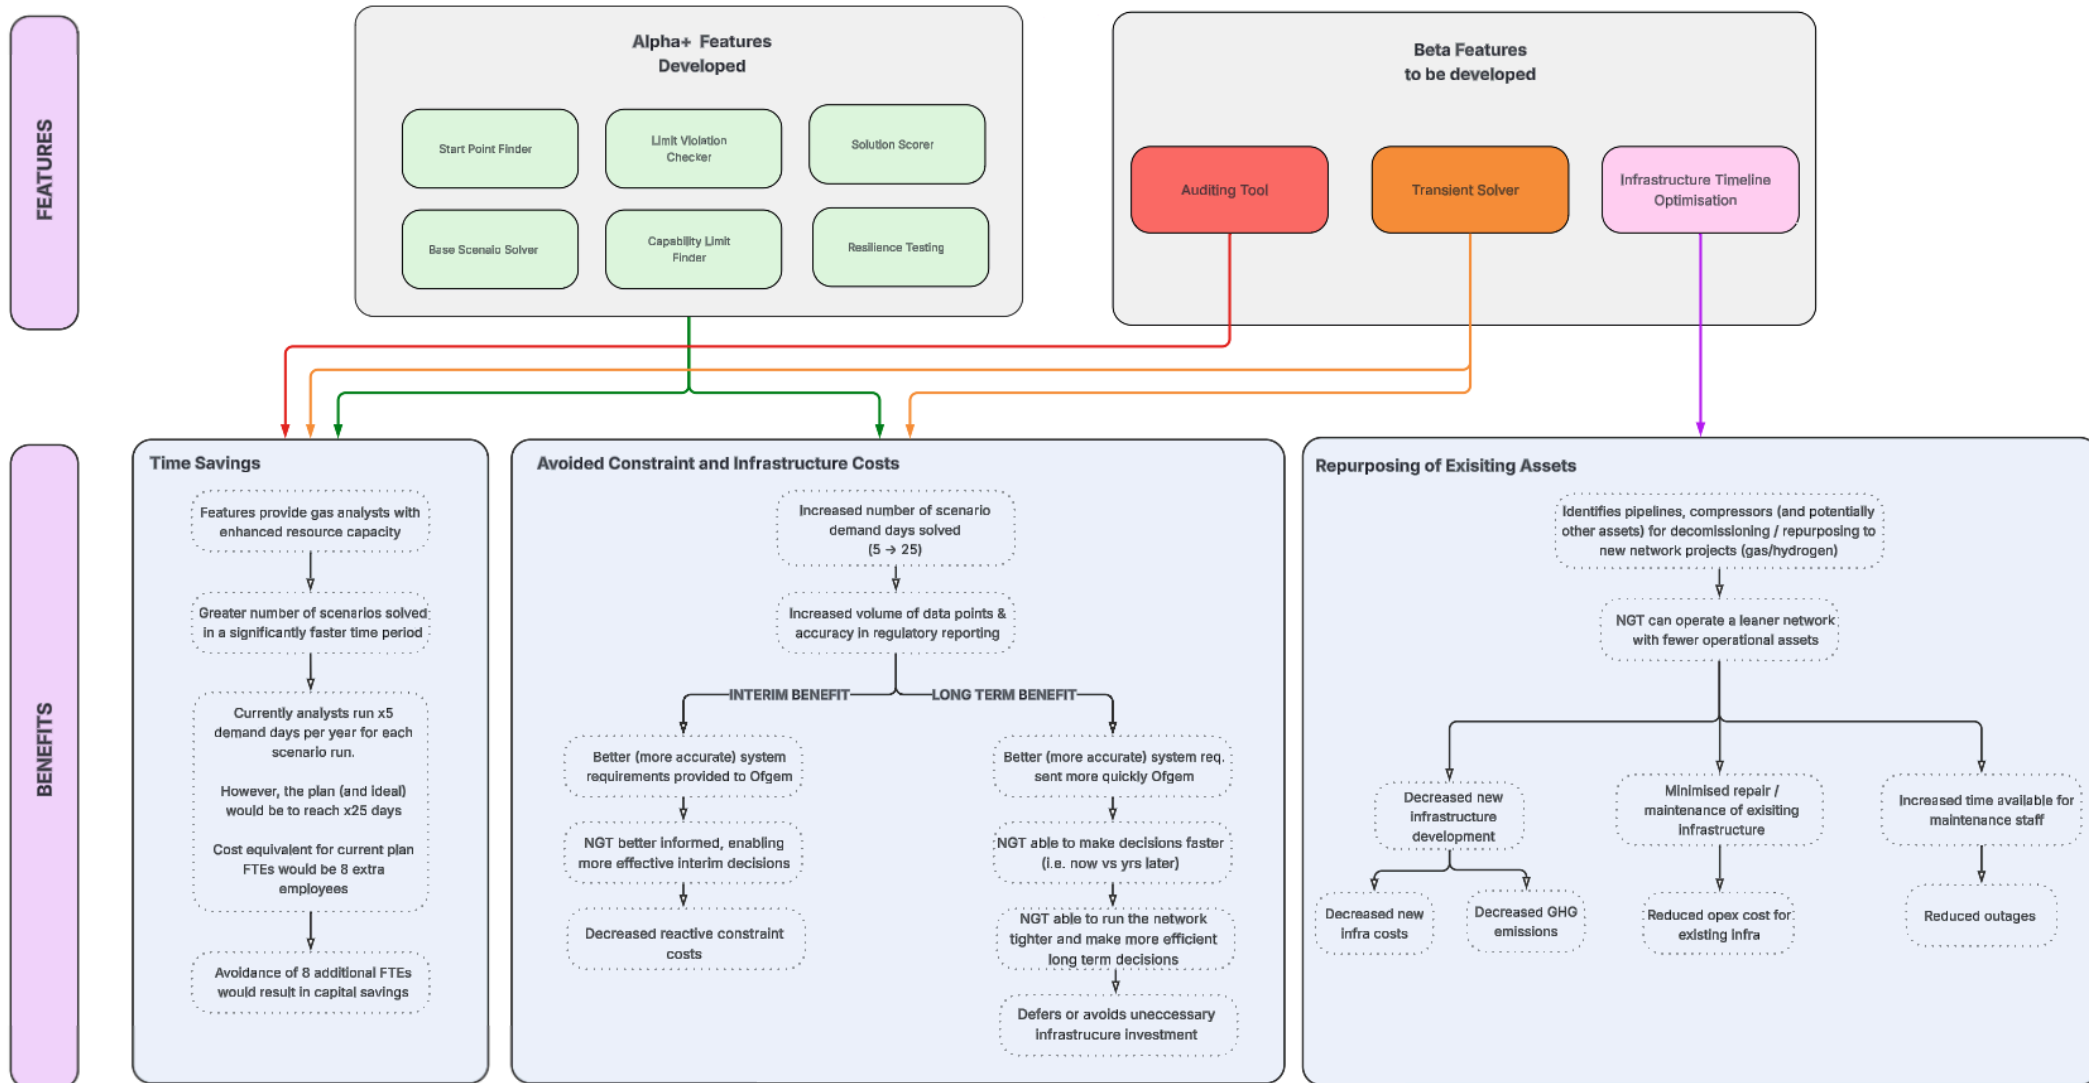 FEATURES
Alpha+ Features
Developed
Start Point Finder
Limit Violation
Checker
Solution Scorer
Base Scenaio Solver
Capability Limit
Finder
Resilience Testing
Beta Features
to be developed
Auditing Tool
Transient Solver
Infrastructure Timeline
Optimisation
BENEFITS
Time Savings
Features provide gas analysts with
enhanced resource capacity
Greater number of scenarios solved
in a significantly faster time period
Currently analysts run x5
demand days per year for each
scenario run.
However, the plan (and ideal)
would be to reach x25 days
Cost equivalent for current plan
FTEs would be 8 extra
employees
Avoidance of 8 additional FTEs
would result in capital savings
Avoided Constraint and Infrastructure Costs
Increased number of scenario
demand days solved
(5 → 25)
Increased volume of data points &
accuracy in regulatory reporting
INTERIM BENEFIT
LONG TERM BENEFIT
Better (more accurate) system
requirements provided to Ofgem
NGT better informed, enabling
more effective interim decisions
Decreased reactive constraint
costs
Better (more accurate) system req.
sent more quickly Ofgem
NGT able to make decisions faster
(i.e. now vs yrs later)
NGT able to run the network
tighter and make more efficient
long term decisions
Defers or avoids uneccessary
infrastrucure investment
Repurposing of Exisiting Assets
Identifies pipelines, compressors (and potentially
other assets) for decomissioning / repurposing to
new network projects (gas/hydrogen)
NGT can operate a leaner network
with fewer operational assets
Decreased new
infrastructure
development
Decreased new
infra costs
Decreased GHG
emissions
Minimised repair /
maintenance of exisiting
infrastructure
Reduced opex cost for
existing infra
Increased time available for
maintenance staff
Reduced outages